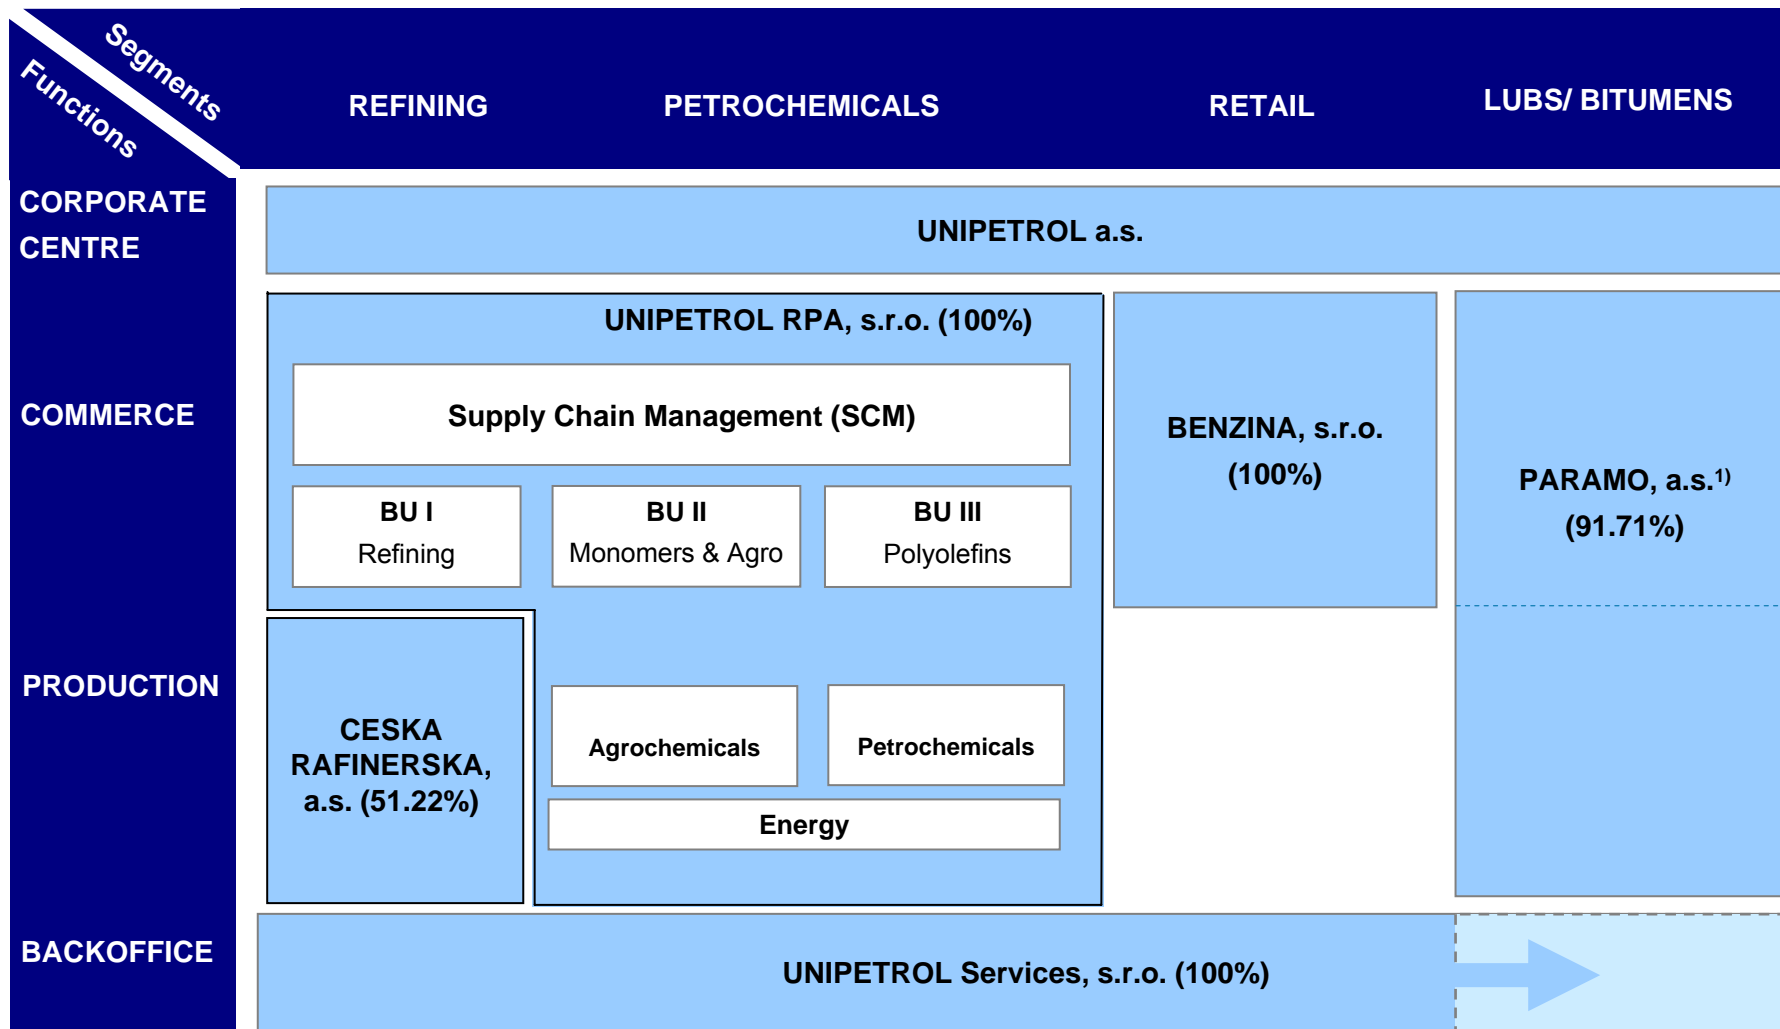 Segments
Functions
REFINING
PETROCHEMICALS
RETAIL
LUBS/ BITUMENS
CORPORATE
CENTRE
UNIPETROL a.s.
UNIPETROL RPA, s.r.o. (100%)
COMMERCE
Supply Chain Management (SCM)
BU I
Refining
BU II
Monomers & Agro
BU III
Polyolefins
BENZINA, s.r.o.
(100%)
PARAMO, a.s.1)
(91.71%)
PRODUCTION
CESKA
RAFINERSKA,
a.s. (51.22%)
Agrochemicals
Petrochemicals
Energy
BACKOFFICE
UNIPETROL Services, s.r.o. (100%)